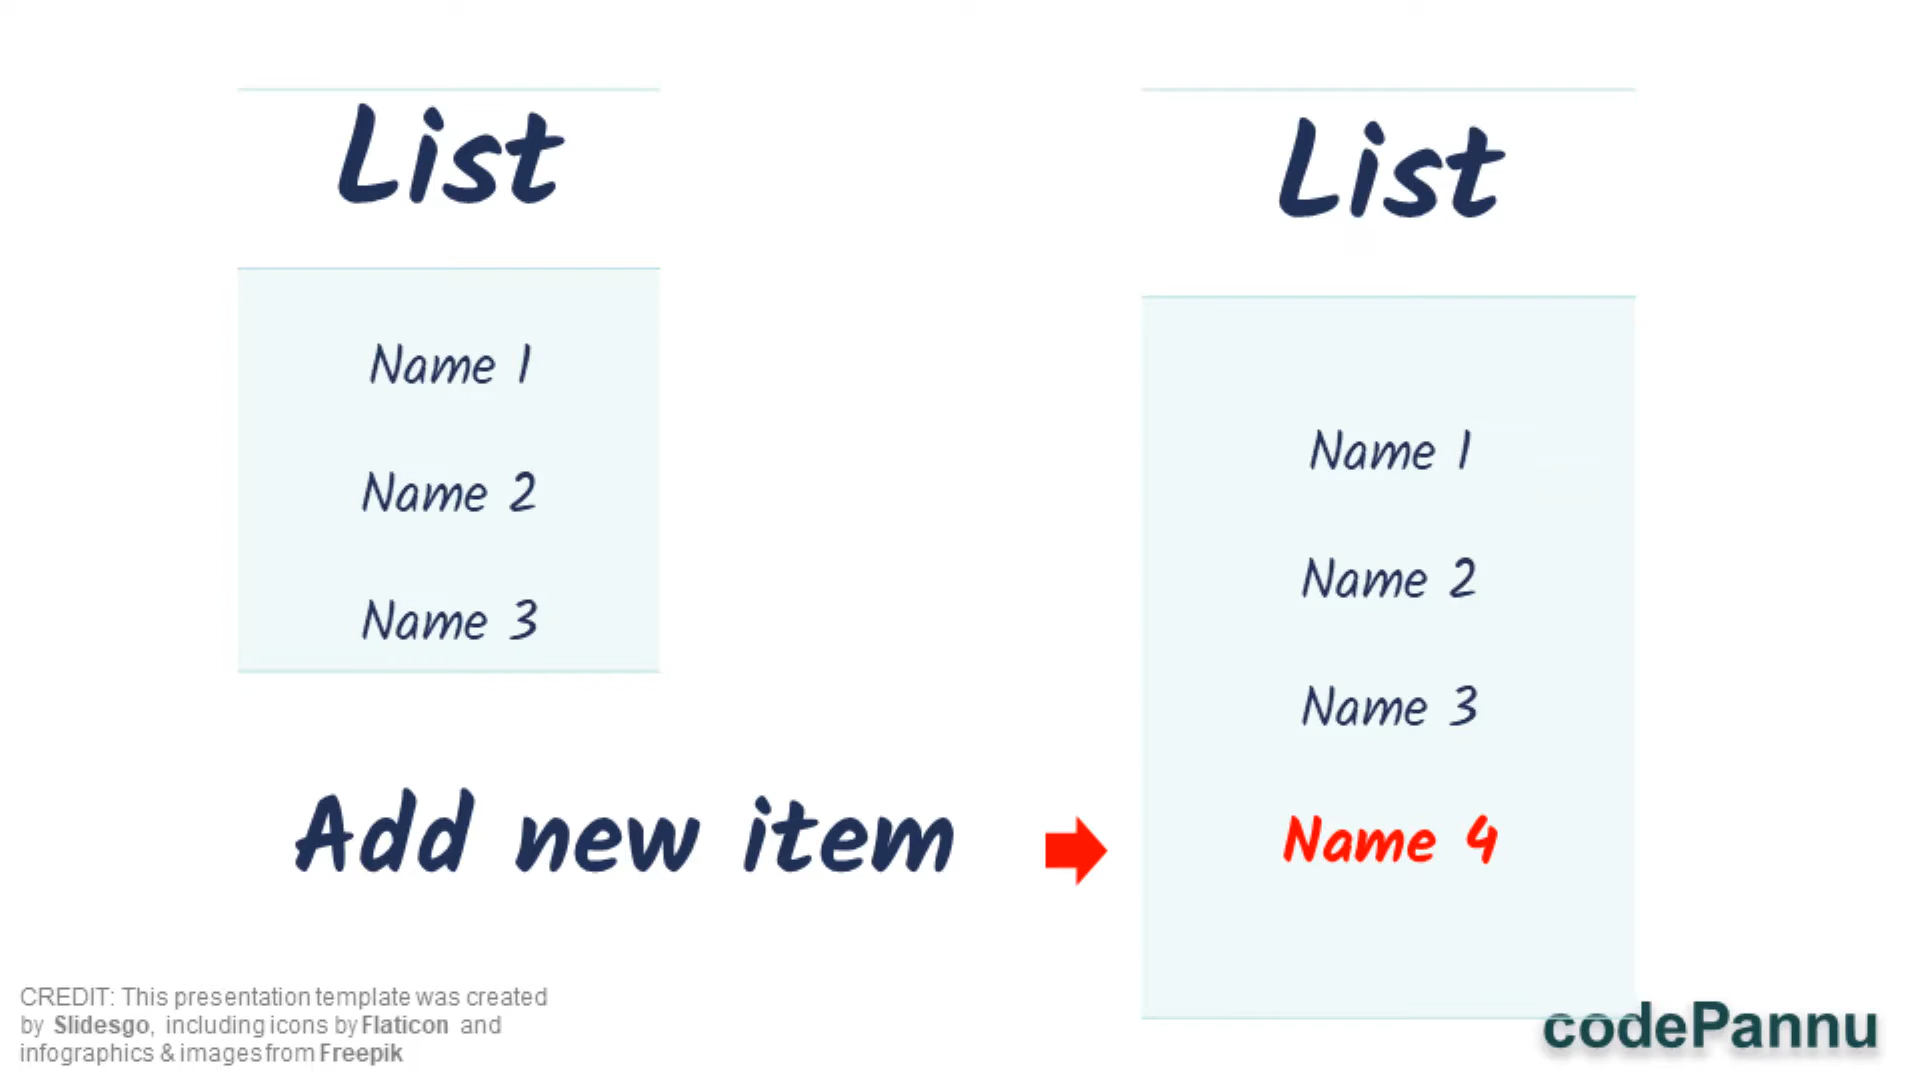 List
Name 1
Name 2
Name 3
Add new item
List
Name 1
Name 2
Name 3
Name 4
CREDIT: This presentation template was created
by Slidesgo, including icons by Flaticon and
infographics & images from Freepik
codePannu